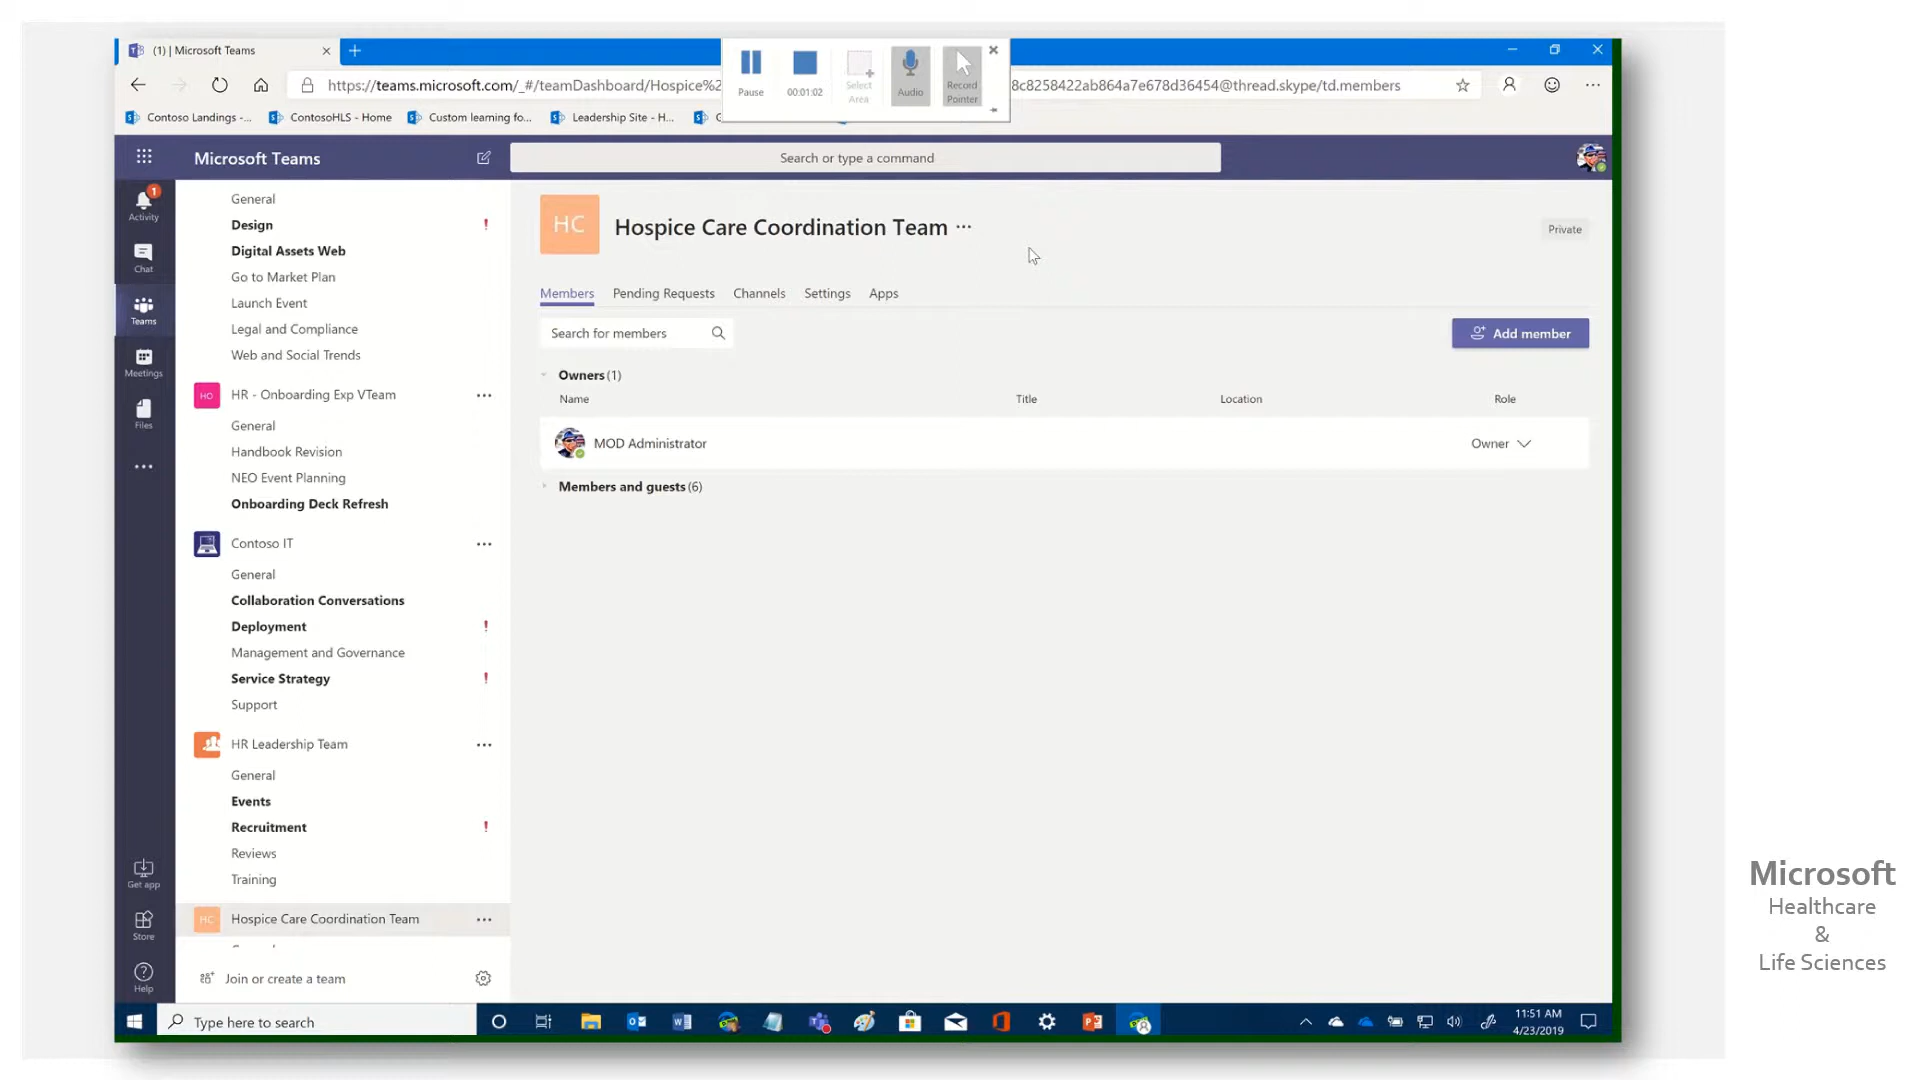 (1) | Microsoft Teams
Pause
00:01:02
Select Area
Audio
Record Pointer
https://teams.microsoft.com/_#/teamDashboard/Hospice%2
8c8258422ab864a7e678d36454@thread.skype/td.members
Contoso Landings -...
ContosoHLS - Home
Custom learning fo...
Leadership Site - H...
Microsoft Teams
Search or type a command
Activity
1
Chat
Teams
Meetings
Files
Get app
Store
Help
General
Design !
Digital Assets Web
Go to Market Plan
Launch Event
Legal and Compliance
Web and Social Trends
HO HR - Onboarding Exp VTeam ...
General
Handbook Revision
NEO Event Planning
Onboarding Deck Refresh
Contoso IT ...
General
Collaboration Conversations
Deployment !
Management and Governance
Service Strategy !
Support
HR Leadership Team ...
General
Events
Recruitment !
Reviews
Training
HC Hospice Care Coordination Team ...
Join or create a team
HC
Hospice Care Coordination Team ...
Private
Members Pending Requests Channels Settings Apps
Search for members
Add member
Owners (1)
Name Title Location Role
MOD Administrator Owner
Members and guests (6)
Type here to search
11:51 AM
4/23/2019
Microsoft
Healthcare
&
Life Sciences